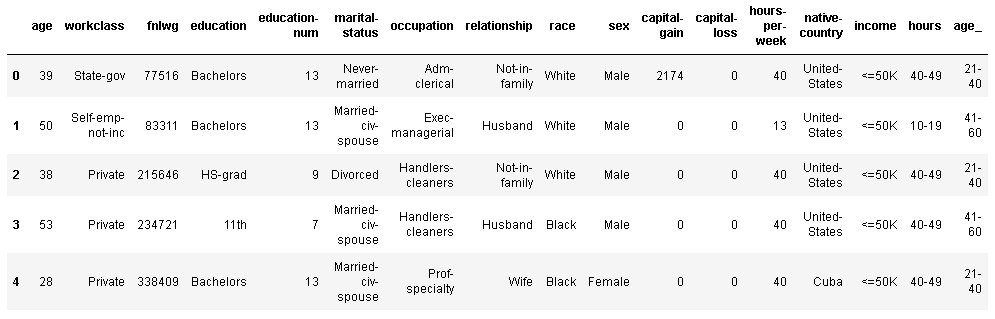 age workclass fnlwg education education-num marital-status occupation relationship race sex capital-gain capital-loss hours-per-week native-country income hours age_
0 39 State-gov 77516 Bachelors 13 Never-married Adm-clerical Not-in-family White Male 2174 0 40 United-States <=50K 40-49 21-40
1 50 Self-emp-not-inc 83311 Bachelors 13 Married-civ-spouse Exec-managerial Husband White Male 0 0 13 United-States <=50K 10-19 41-60
2 38 Private 215646 HS-grad 9 Divorced Handlers-cleaners Not-in-family White Male 0 0 40 United-States <=50K 40-49 21-40
3 53 Private 234721 11th 7 Married-civ-spouse Handlers-cleaners Husband Black Male 0 0 40 United-States <=50K 40-49 41-60
4 28 Private 338409 Bachelors 13 Married-civ-spouse Prof-specialty Wife Black Female 0 0 40 Cuba <=50K 40-49 21-40